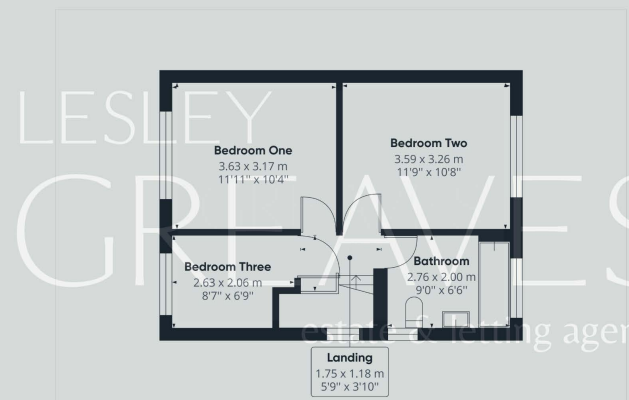 LESLEY
GREAVES
estate & letting agen
Bedroom One
3.63 x 3.17 m
11'11" x 10'4"
Bedroom Two
3.59 x 3.26 m
11'9" x 10'8"
Bedroom Three
2.63 x 2.06 m
8'7" x 6'9"
Bathroom
2.76 x 2.00 m
9'0" x 6'6"
Landing
1.75 x 1.18 m
5'9" x 3'10"